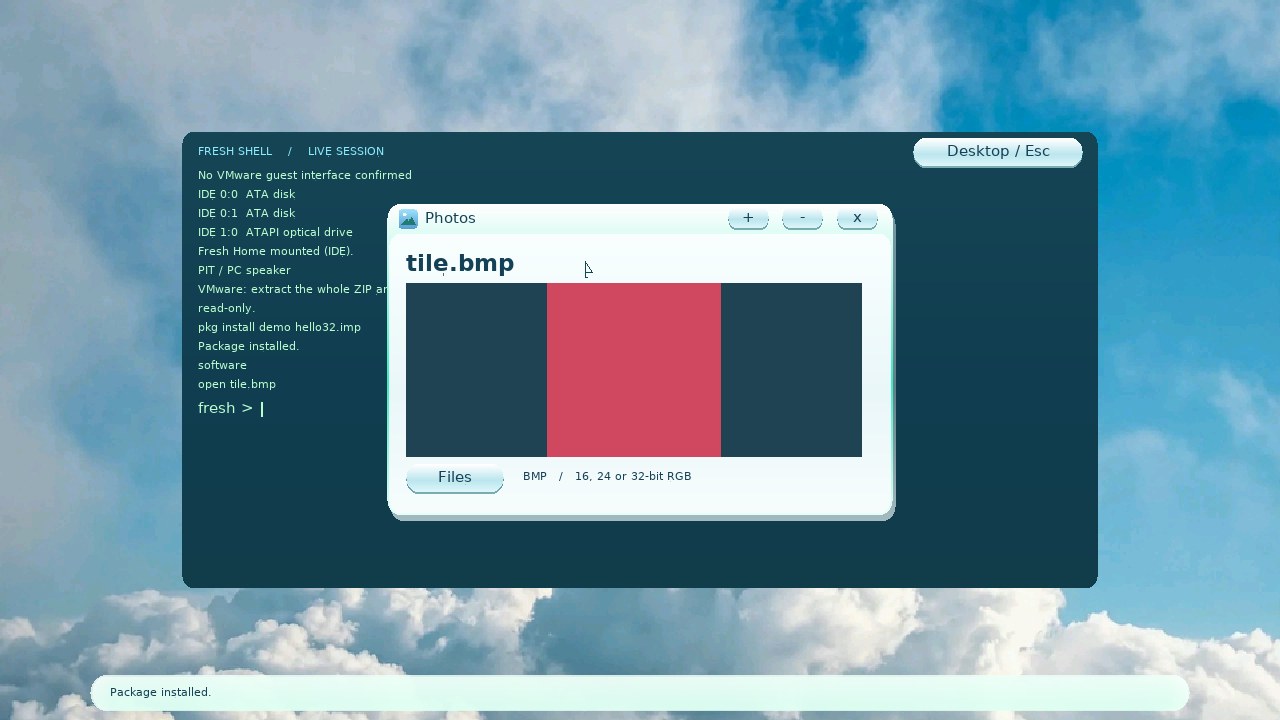 FRESH SHELL / LIVE SESSION
Desktop / Esc
No VMware guest interface confirmed
IDE 0:0 ATA disk
IDE 0:1 ATA disk
IDE 1:0 ATAPI optical drive
Fresh Home mounted (IDE).
PIT / PC speaker
VMware: extract the whole ZIP
read-only.
pkg install demo hello32.imp
Package installed.
software
open tile.bmp
fresh >
Photos
+ - x
tile.bmp
Files
BMP / 16, 24 or 32-bit RGB
Package installed.